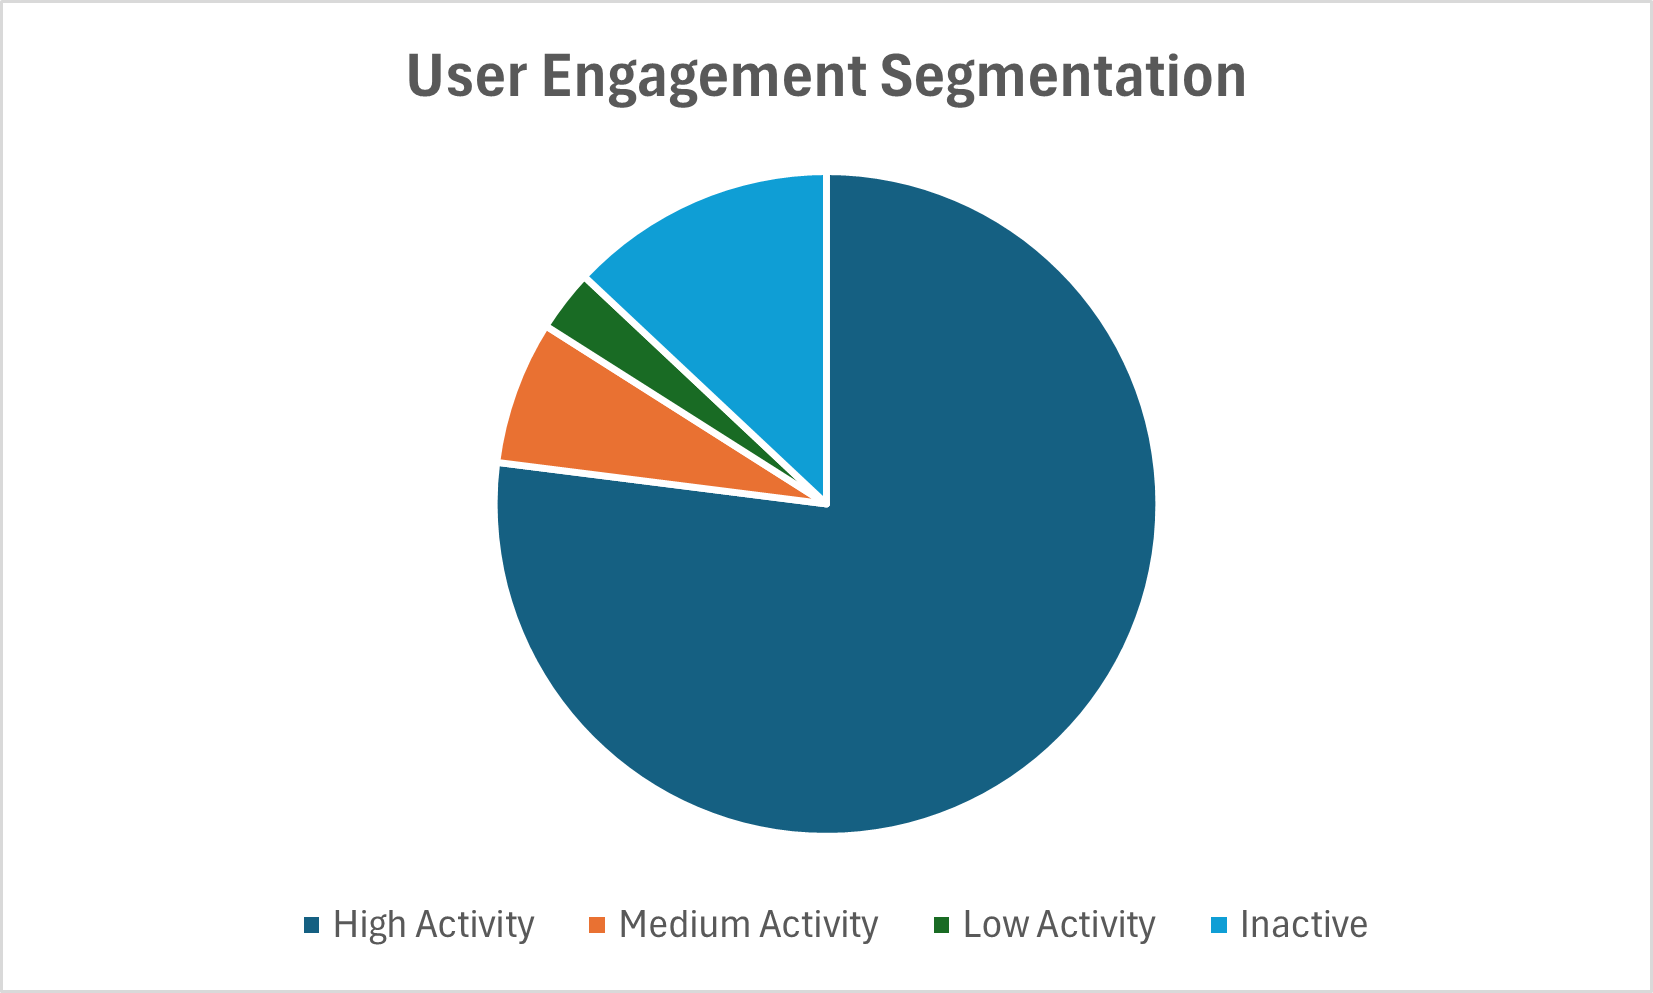 User Engagement Segmentation
High Activity Medium Activity Low Activity Inactive